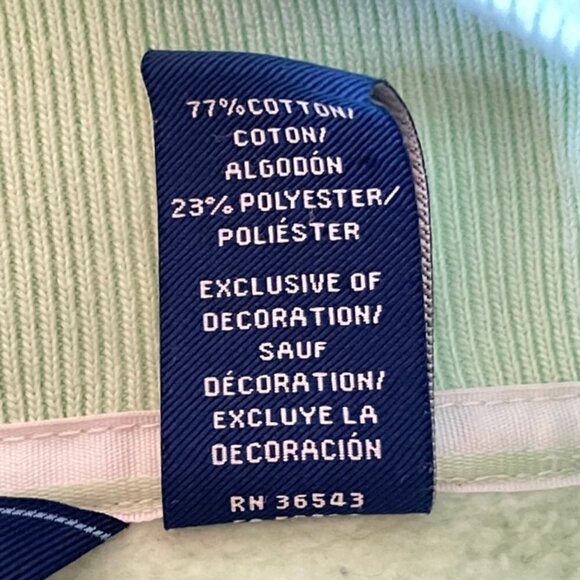 77% COTTON/
COTON/
ALGODÓN
23% POLYESTER/
POLIÉSTER
EXCLUSIVE OF
DECORATION/
SAUF
DÉCORATION/
EXCLUYE LA
DECORACIÓN
RN 36543